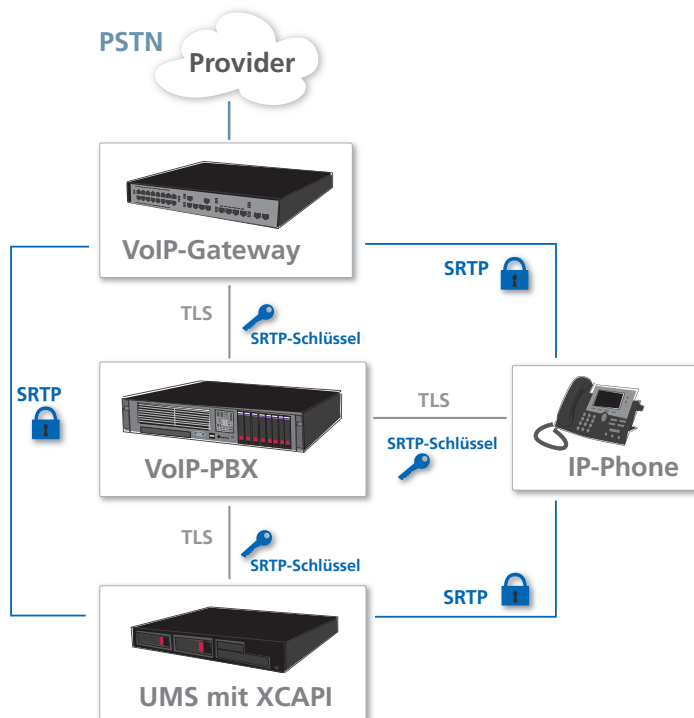 PSTN
Provider
VoIP-Gateway
SRTP
TLS
SRTP-Schlüssel
SRTP
VoIP-PBX
TLS
SRTP-Schlüssel
IP-Phone
TLS
SRTP-Schlüssel
SRTP
UMS mit XCAPI